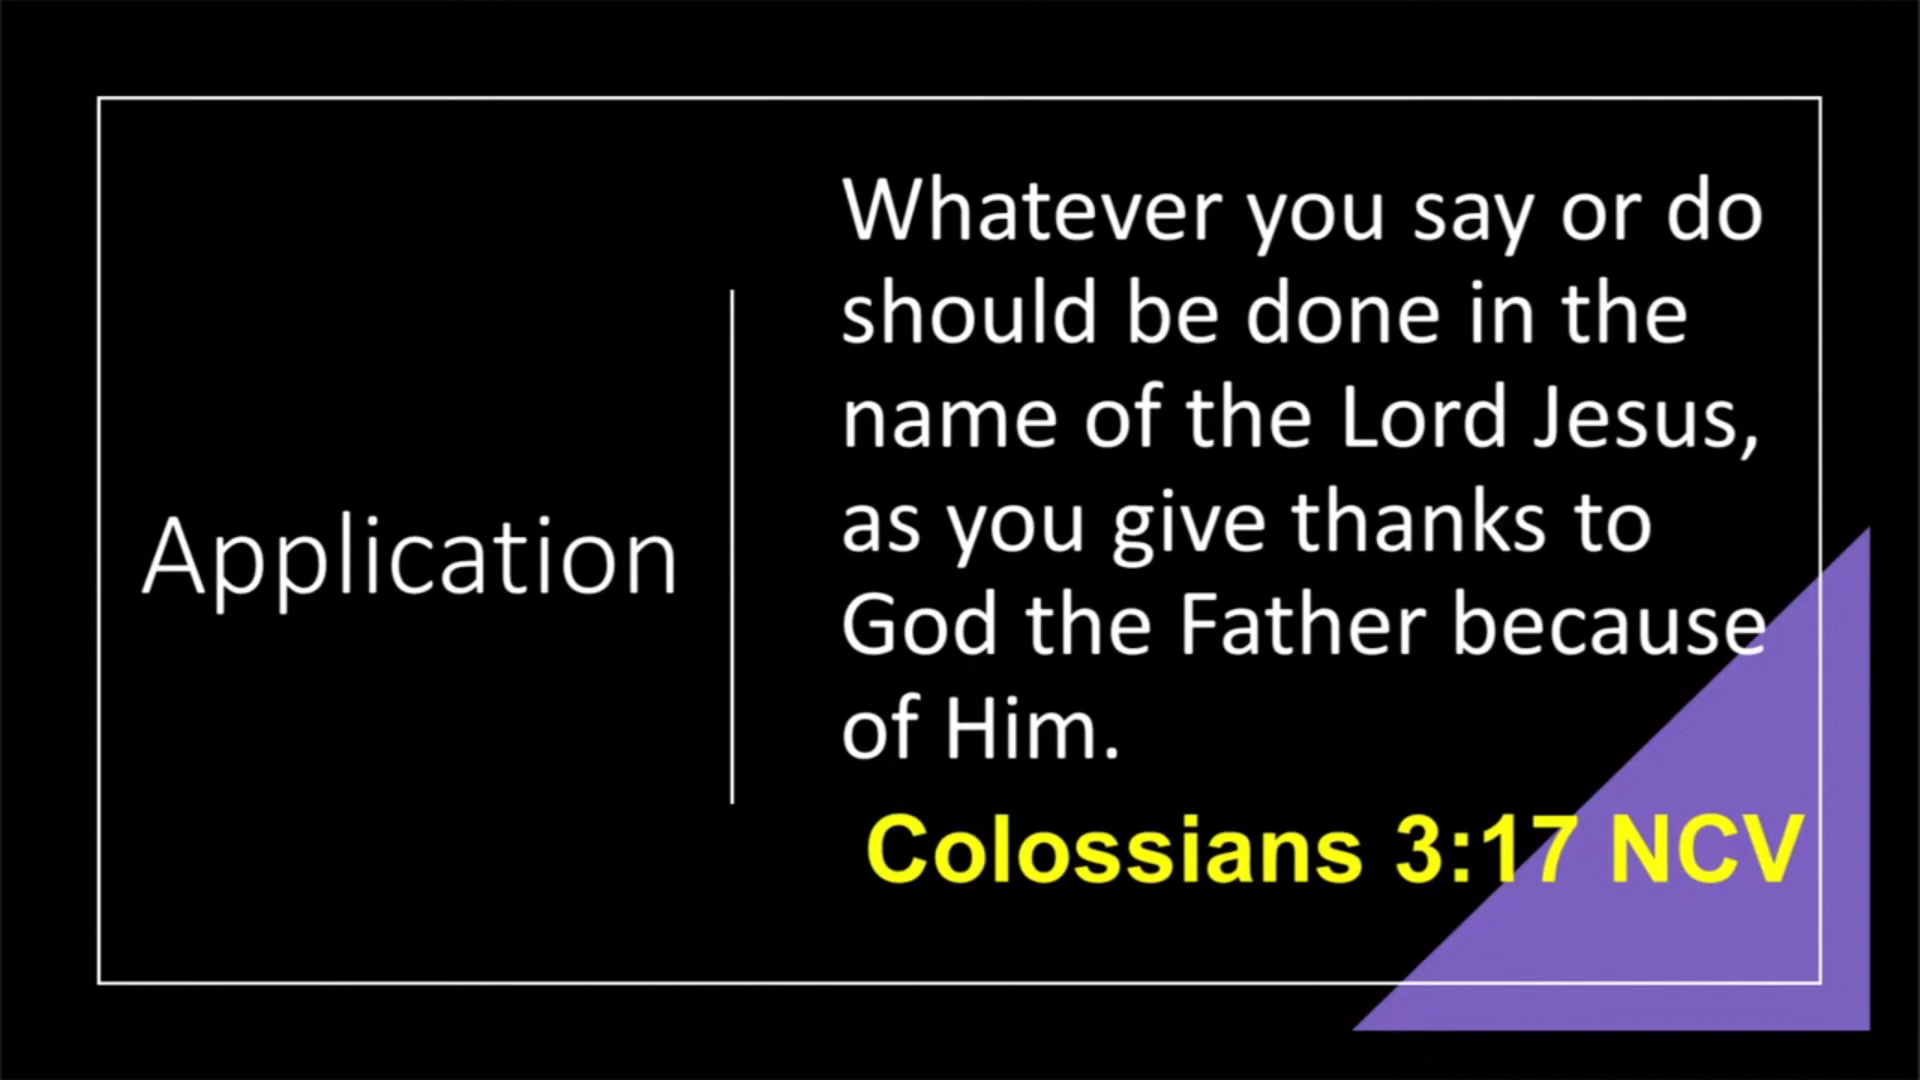 Application
Whatever you say or do
should be done in the
name of the Lord Jesus,
as you give thanks to
God the Father because
of Him.
Colossians 3:17 NCV